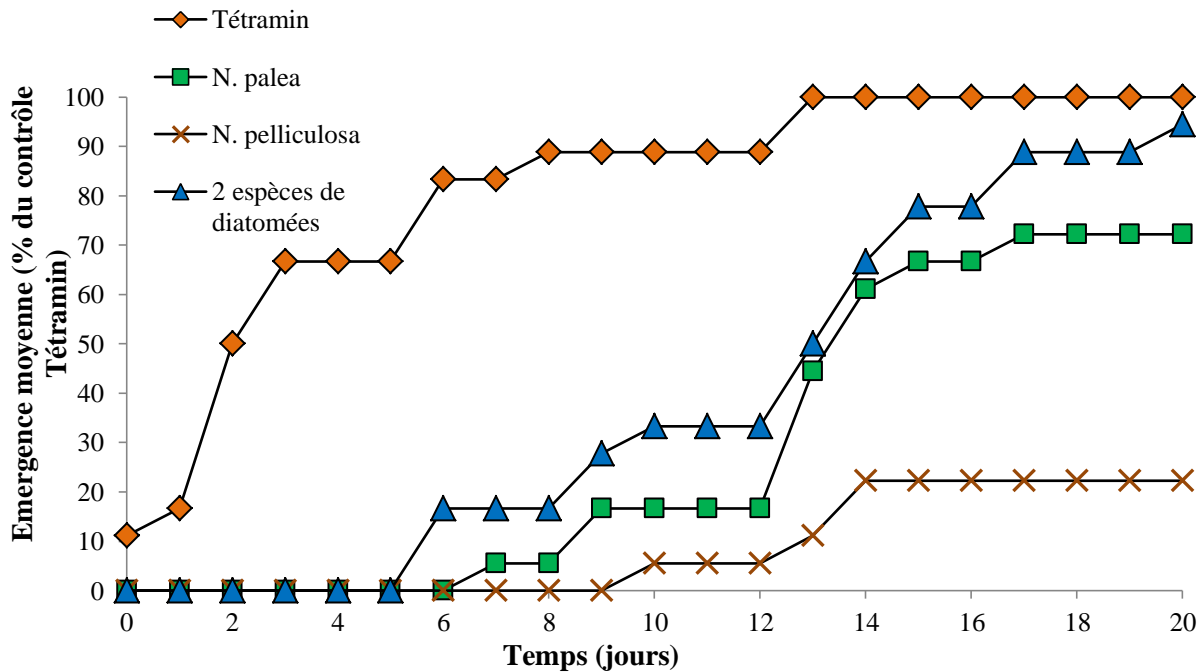 Tétramin
N. palea
N. pelliculosa
2 espèces de
diatomées
Emergence moyenne (% du contrôle
Tétramin)
100
90
80
70
60
50
40
30
20
10
0
0 2 4 6 8 10 12 14 16 18 20
Temps (jours)